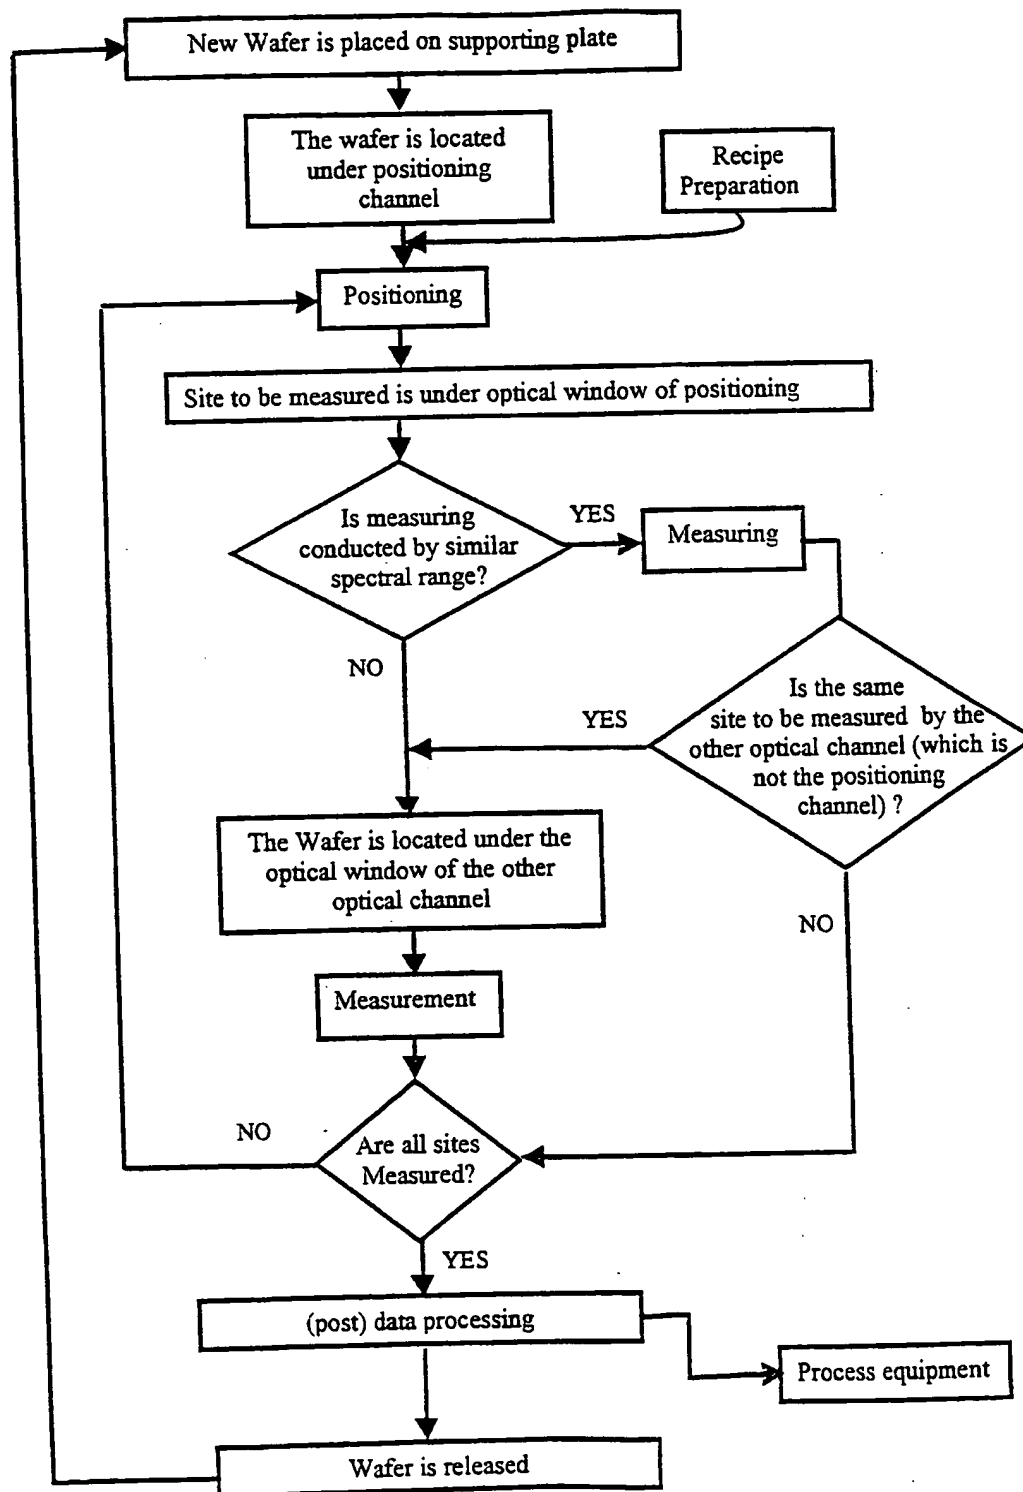 New Wafer is placed on supporting plate
The wafer is located
under positioning
channel
Recipe
Preparation
Positioning
Site to be measured is under optical window of positioning
Is measuring
conducted by similar
spectral range?
YES
Measuring
NO
Is the same
site to be measured by the
other optical channel (which is
not the positioning
channel) ?
YES
The Wafer is located under the
optical window of the other
optical channel
NO
Measurement
Are all sites
Measured?
NO
YES
(post) data processing
Process equipment
Wafer is released